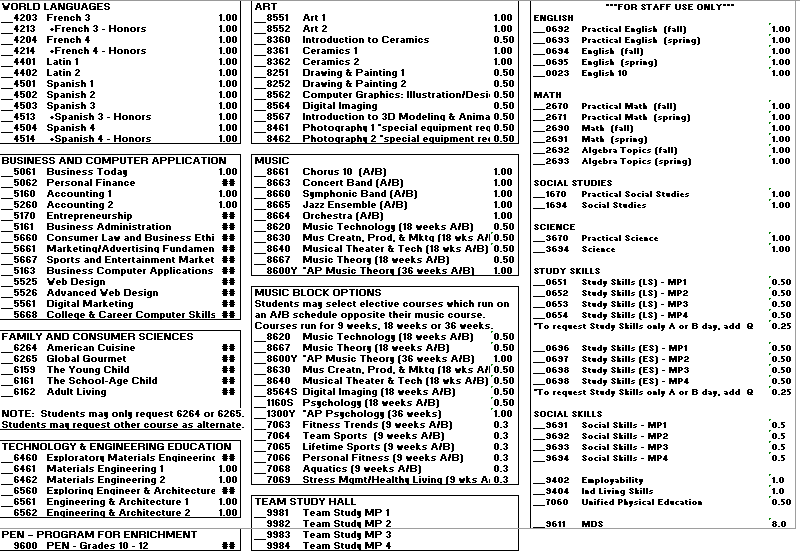 WORLD LANGUAGES
__4203 French 3 1.00
__4213 +French 3 - Honors 1.00
__4204 French 4 1.00
__4214 +French 4 - Honors 1.00
__4401 Latin 1 1.00
__4402 Latin 2 1.00
__4501 Spanish 1 1.00
__4502 Spanish 2 1.00
__4503 Spanish 3 1.00
__4513 +Spanish 3 - Honors 1.00
__4504 Spanish 4 1.00
__4514 +Spanish 4 - Honors 1.00
BUSINESS AND COMPUTER APPLICATION
__5061 Business Today 1.00
__5062 Personal Finance ##
__5160 Accounting 1 1.00
__5260 Accounting 2 1.00
__5170 Entrepreneurship ##
__5161 Business Administration ##
__5660 Consumer Law and Business Ethi ##
__5661 Marketing/Advertising Fundamen ##
__5667 Sports and Entertainment Market ##
__5163 Business Computer Applications ##
__5525 Web Design ##
__5526 Advanced Web Design ##
__5561 Digital Marketing ##
__5668 College & Career Computer Skills ##
FAMILY AND CONSUMER SCIENCES
__6264 American Cuisine ##
__6265 Global Gourmet ##
__6159 The Young Child ##
__6161 The School-Age Child ##
__6162 Adult Living ##
NOTE: Students may only request 6264 or 6265.
Students may request other course as alternate.
TECHNOLOGY & ENGINEERING EDUCATION
__6460 Exploratory Materials Engineering ##
__6461 Materials Engineering 1 1.00
__6462 Materials Engineering 2 1.00
__6560 Exploring Engineer & Architecture ##
__6561 Engineering & Architecture 1 1.00
__6562 Engineering & Architecture 2 1.00
PEN - PROGRAM FOR ENRICHMENT
__9600 PEN - Grades 10 - 12 ##
ART
__8551 Art 1 1.00
__8552 Art 2 1.00
__8360 Introduction to Ceramics 0.50
__8361 Ceramics 1 1.00
__8362 Ceramics 2 1.00
__8251 Drawing & Painting 1 0.50
__8252 Drawing & Painting 2 0.50
__8562 Computer Graphics: Illustration/Desi 0.50
__8564 Digital Imaging 0.50
__8567 Introduction to 3D Modeling & Anima 0.50
__8461 Photography 1 "special equipment req 0.50
__8462 Photography 2 "special equipment req 0.50
MUSIC
__8661 Chorus 10 (A/B) 1.00
__8663 Concert Band (A/B) 1.00
__8660 Symphonic Band (A/B) 1.00
__8665 Jazz Ensemble (A/B) 1.00
__8664 Orchestra (A/B) 1.00
__8620 Music Technology (18 weeks A/B) 0.50
__8630 Mus Creatn, Prod, & Mktg (18 wks A/ 0.50
__8640 Musical Theater & Tech (18 wks A/B) 0.50
__8667 Music Theory (18 weeks A/B) 0.50
__8600Y "AP Music Theory (36 weeks A/B) 1.00
MUSIC BLOCK OPTIONS
Students may select elective courses which run on
an A/B schedule opposite their music course.
Courses run for 9 weeks, 18 weeks or 36 weeks.
__8620 Music Technology (18 weeks A/B) 0.50
__8667 Music Theory (18 weeks A/B) 0.50
__8600Y "AP Music Theory (36 weeks A/B) 1.00
__8630 Mus Creatn, Prod, & Mktg (18 wks A/ 0.50
__8640 Musical Theater & Tech (18 wks A/B) 0.50
__8564S Digital Imaging (18 weeks A/B) 0.50
__1160S Psychology (18 weeks A/B) 0.50
__1300Y "AP Psychology (36 weeks) 1.00
__7063 Fitness Trends (9 weeks A/B) 0.3
__7064 Team Sports (9 weeks A/B) 0.3
__7065 Lifetime Sports (9 weeks A/B) 0.3
__7066 Personal Fitness (9 weeks A/B) 0.3
__7068 Aquatics (9 weeks A/B) 0.3
__7069 Stress Mgmt/Healthy Living (9 wks A/ 0.3
TEAM STUDY HALL
__9981 Team Study MP 1
__9982 Team Study MP 2
__9983 Team Study MP 3
__9984 Team Study MP 4
***FOR STAFF USE ONLY***
ENGLISH
__0692 Practical English (fall) 1.00
__0693 Practical English (spring) 1.00
__0694 English (fall) 1.00
__0695 English (spring) 1.00
__0023 English 10 1.00
MATH
__2670 Practical Math (fall) 1.00
__2671 Practical Math (spring) 1.00
__2690 Math (fall) 1.00
__2691 Math (spring) 1.00
__2692 Algebra Topics (fall) 1.00
__2693 Algebra Topics (spring) 1.00
SOCIAL STUDIES
__1670 Practical Social Studies 1.00
__1694 Social Studies 1.00
SCIENCE
__3670 Practical Science 1.00
__3694 Science 1.00
STUDY SKILLS
__0651 Study Skills (LS) - MP1 0.50
__0652 Study Skills (LS) - MP2 0.50
__0653 Study Skills (LS) - MP3 0.50
__0654 Study Skills (LS) - MP4 0.50
"To request Study Skills only A or B day, add Q 0.25
__0696 Study Skills (ES) - MP1 0.50
__0697 Study Skills (ES) - MP2 0.50
__0698 Study Skills (ES) - MP3 0.50
__0698 Study Skills (ES) - MP4 0.50
"To request Study Skills only A or B day, add Q 0.25
SOCIAL SKILLS
__9691 Social Skills - MP1 0.5
__9692 Social Skills - MP2 0.5
__9693 Social Skills - MP3 0.5
__9694 Social Skills - MP4 0.5
__9402 Employability 1.0
__9404 Ind Living Skills 1.0
__7060 Unified Physical Education 0.50
__9611 MDS 8.0